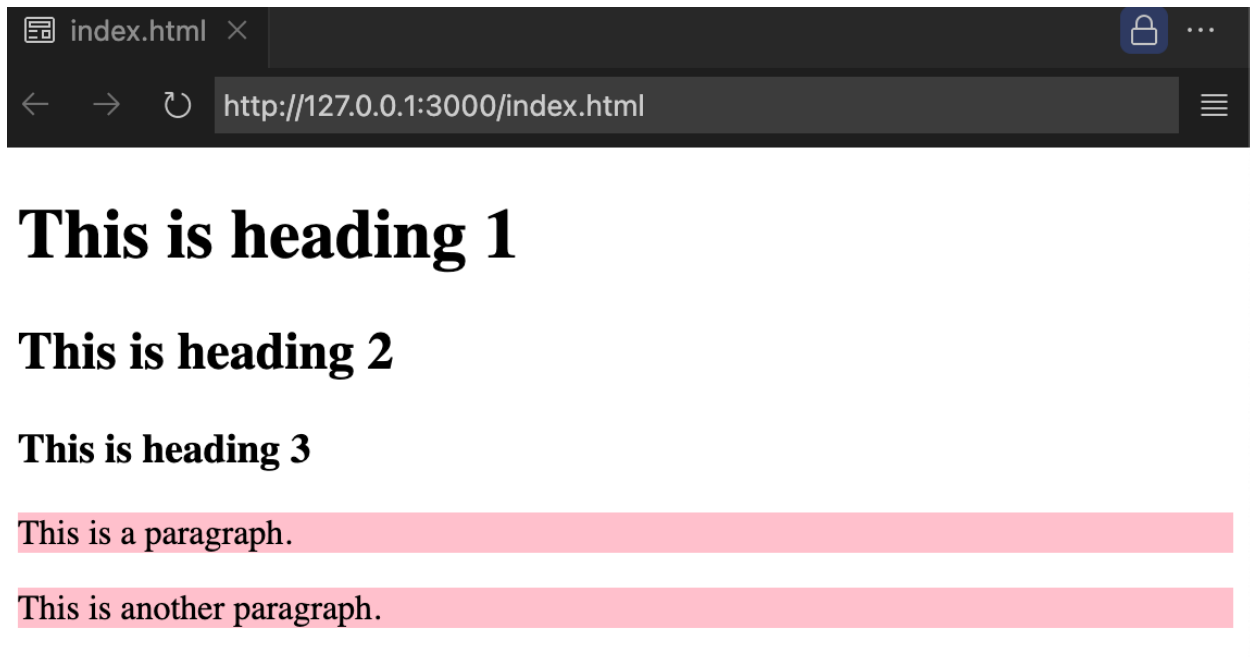 index.html
http://127.0.0.1:3000/index.html
This is heading 1
This is heading 2
This is heading 3
This is a paragraph.
This is another paragraph.